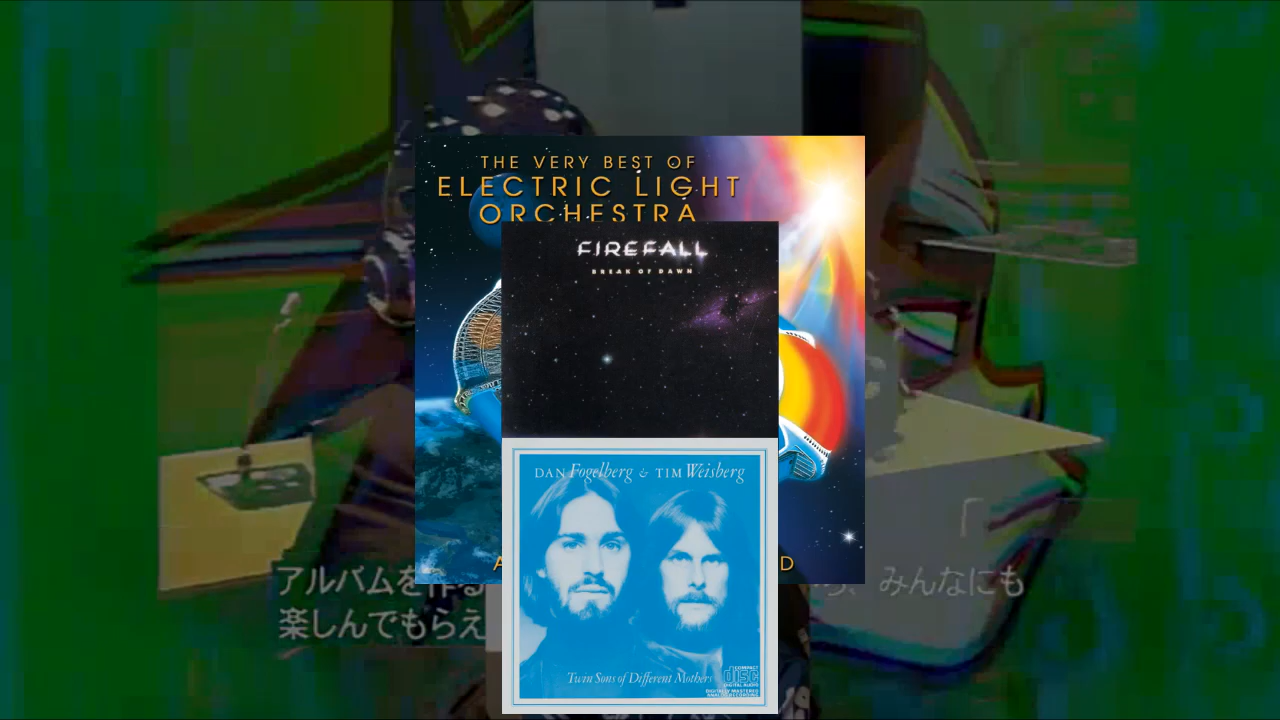 THE VERY BEST OF
ELECTRIC LIGHT
ORCHESTRA
FIREFALL
BREAK OF DAWN
DAN Fogelberg & TIM Weisberg
アルバムを作る
、みんなにも
楽しんでもらえ
Twin Sons of Different Mothers
COMPACT
disc
DIGITAL AUDIO
DIGITALLY MASTERED
ANALOG RECORDING